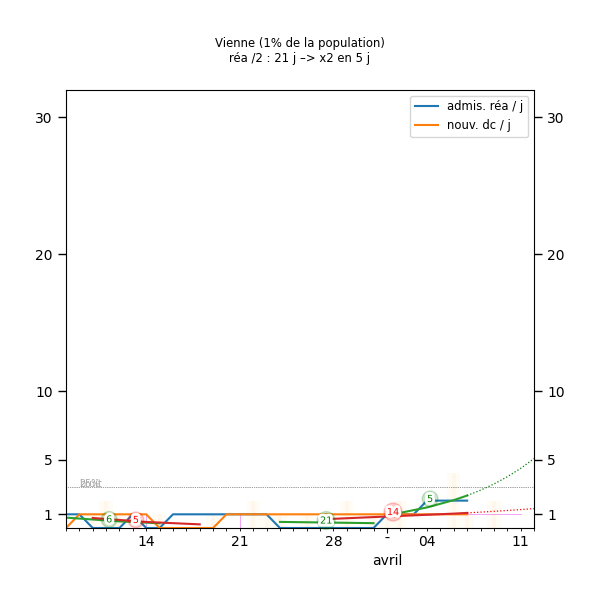 Vienne (1% de la population)
réa /2 : 21 j –> x2 en 5 j
admis. réa / j
nouv. dc / j
30 30
20 20
10 10
5 5
1 1
6 5 21 14 5
14 21 28 - 04 11
avril